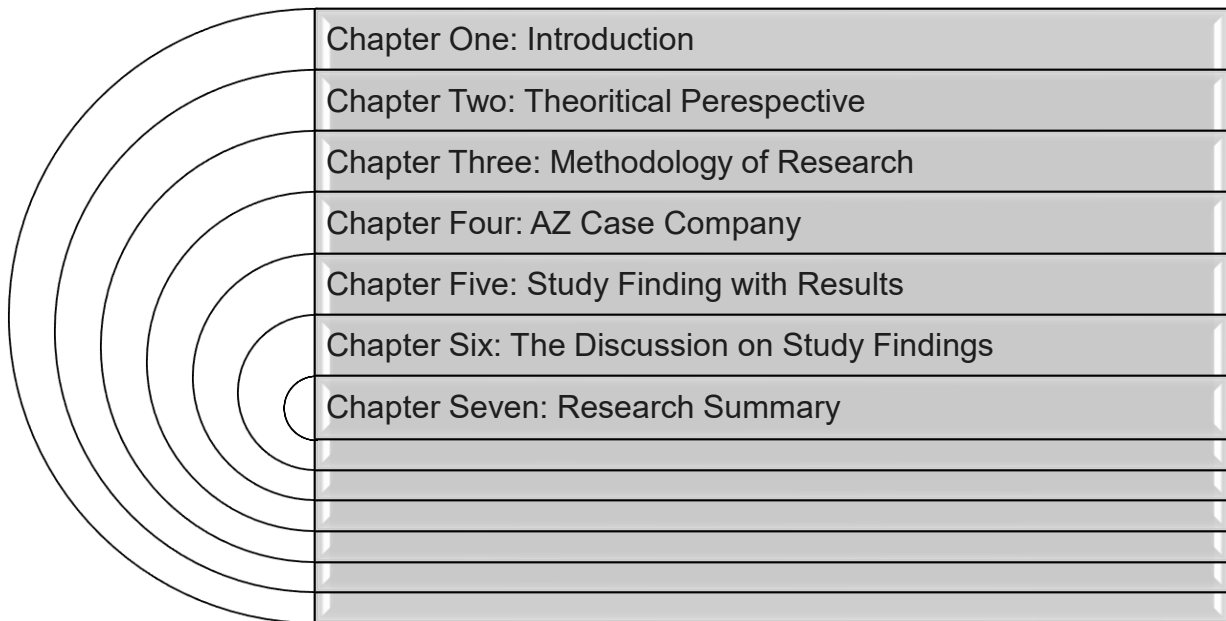 Chapter One: Introduction
Chapter Two: Theoritical Perespective
Chapter Three: Methodology of Research
Chapter Four: AZ Case Company
Chapter Five: Study Finding with Results
Chapter Six: The Discussion on Study Findings
Chapter Seven: Research Summary